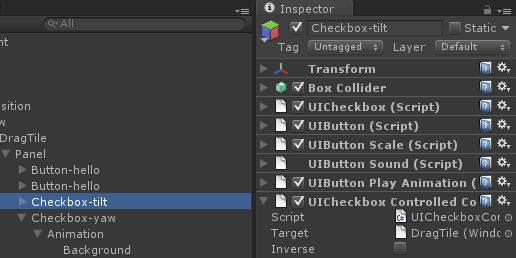 All
nt
sition
w
DragTile
Panel
Button-hello
Button-hello
Checkbox-tilt
Checkbox-yaw
Animation
Background
Inspector
Checkbox-tilt Static
Tag Untagged Layer Default
Transform
Box Collider
UICheckbox (Script)
UIButton (Script)
UIButton Scale (Script)
UIButton Sound (Script)
UIButton Play Animation (
UICheckbox Controlled Co
Script UICheckboxCor
Target DragTile (Windo
Inverse